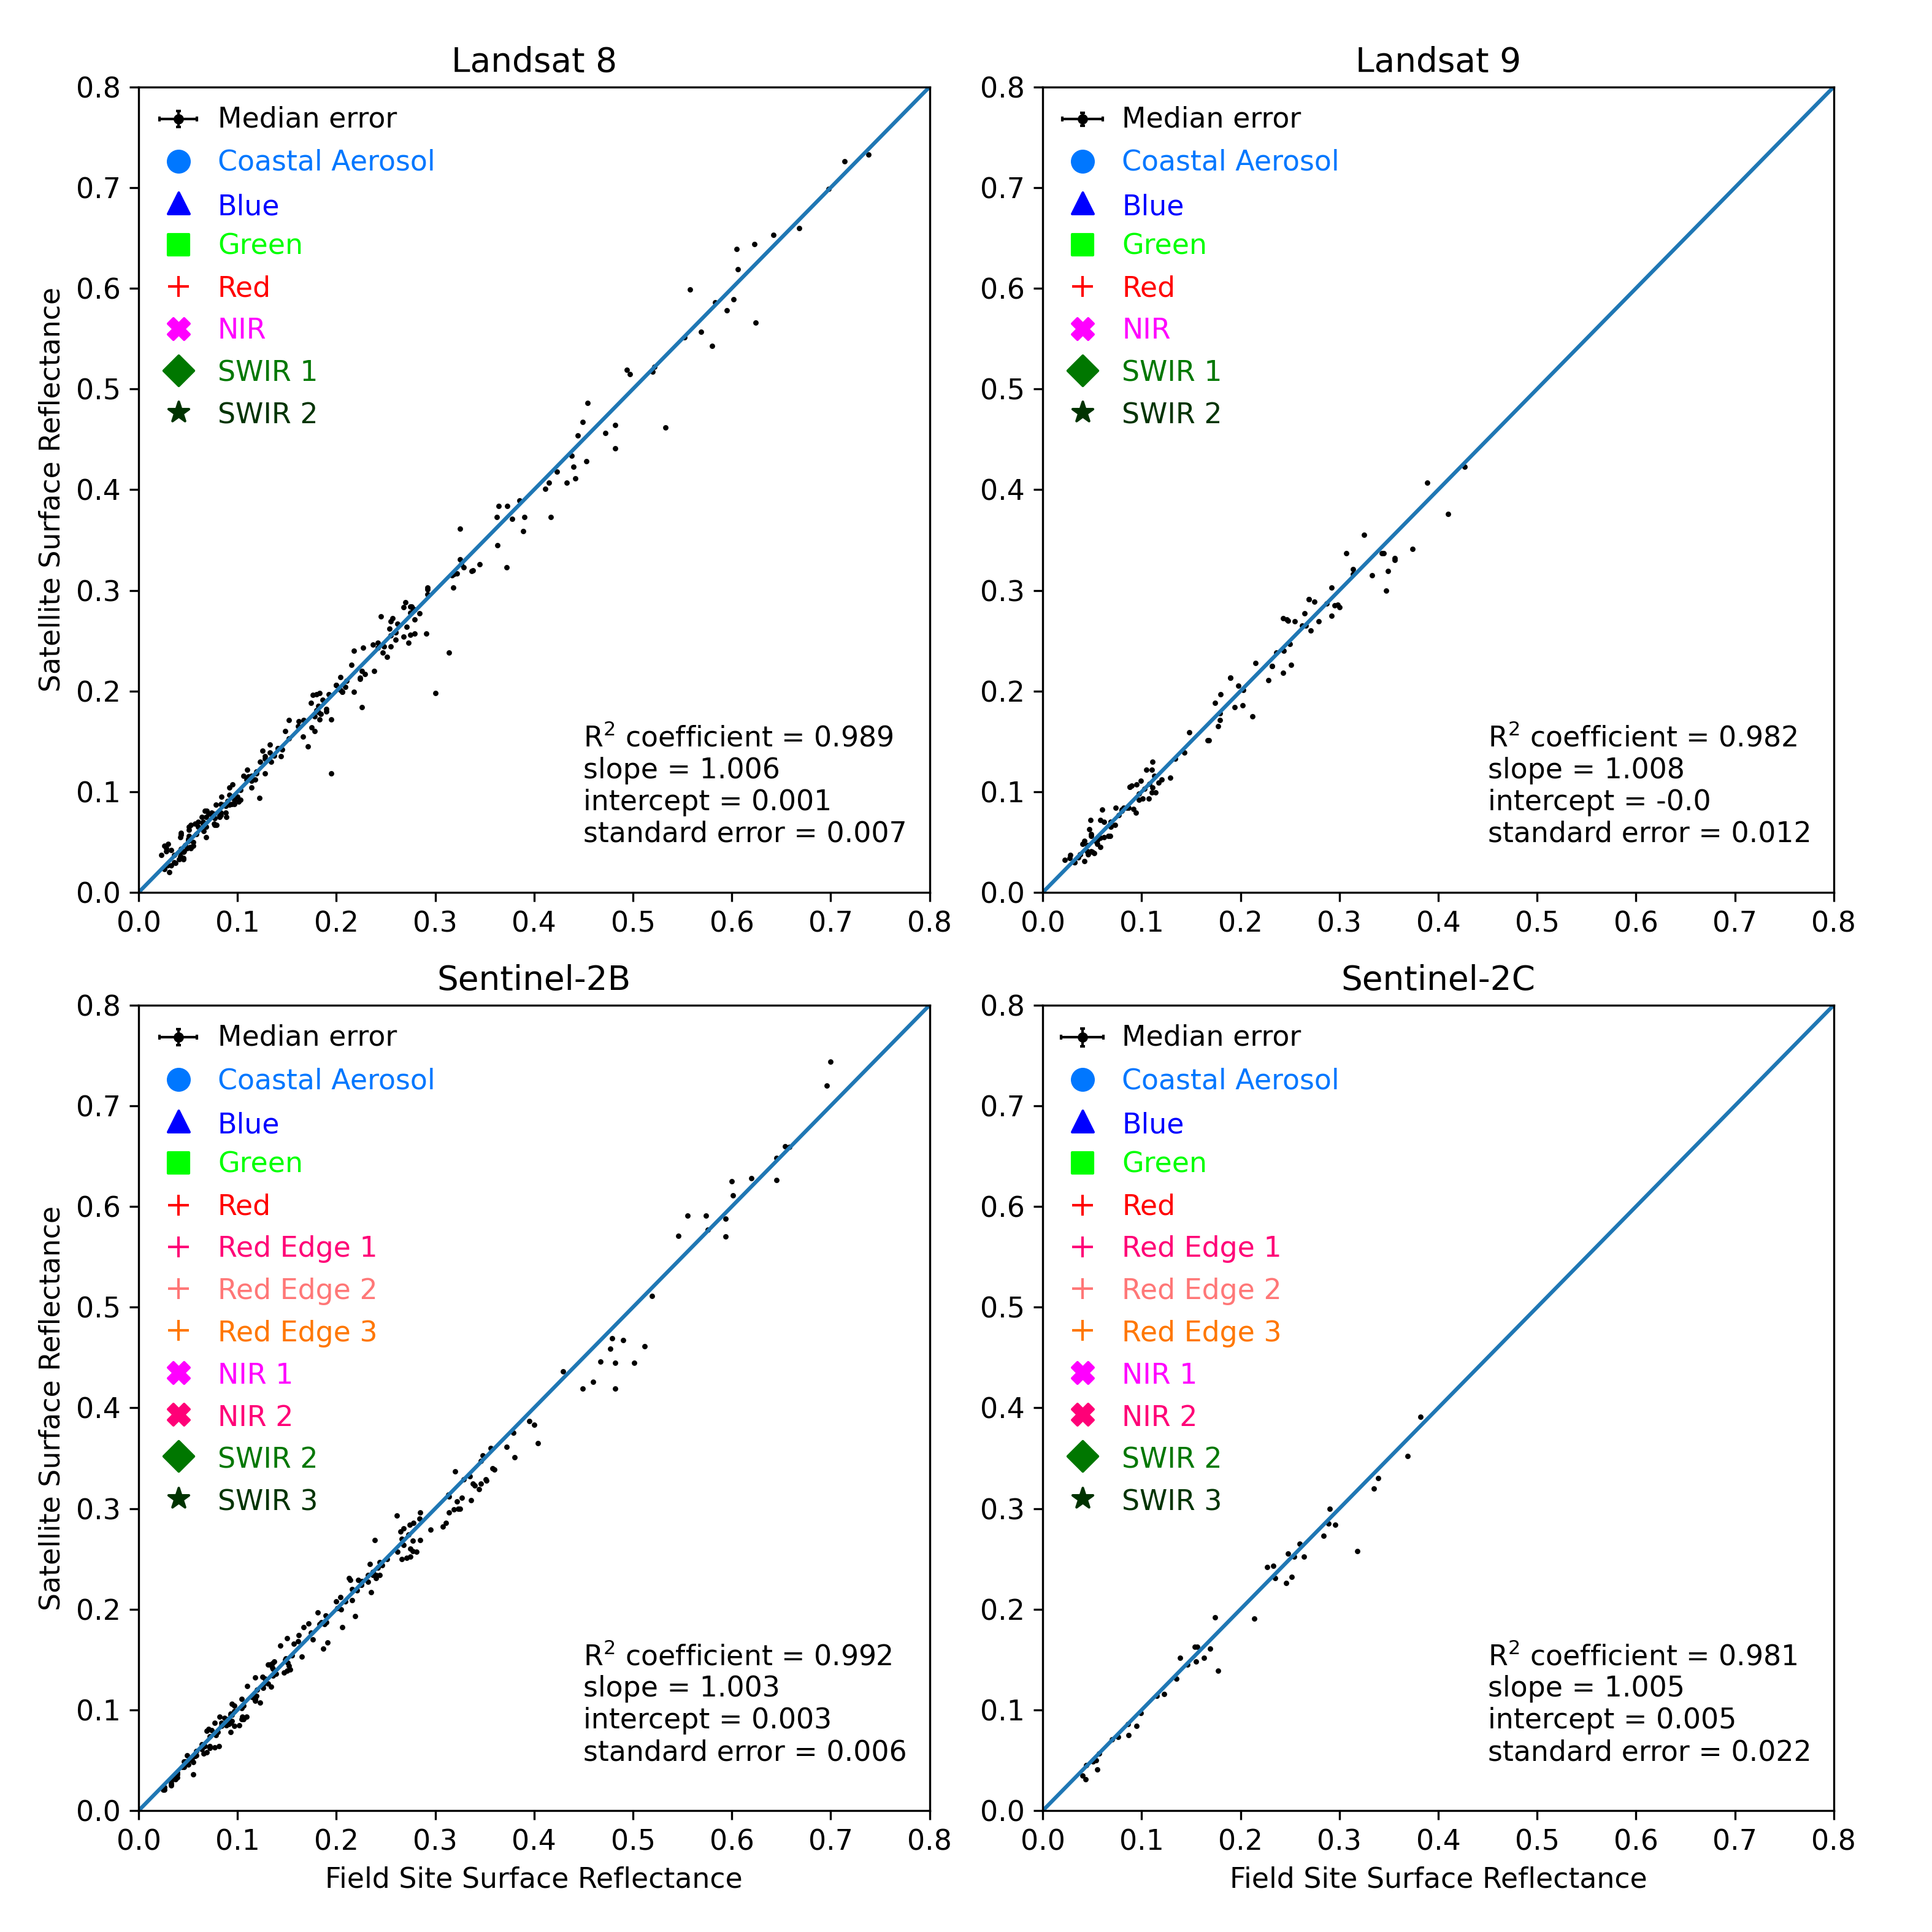 Landsat 8
0.8
0.7
0.6
0.5
0.4
0.3
0.2
0.1
0.0
Satellite Surface Reflectance
Median error
Coastal Aerosol
Blue
Green
Red
NIR
SWIR 1
SWIR 2
R² coefficient = 0.989
slope = 1.006
intercept = 0.001
standard error = 0.007
0.0 0.1 0.2 0.3 0.4 0.5 0.6 0.7 0.8
Landsat 9
0.8
0.7
0.6
0.5
0.4
0.3
0.2
0.1
0.0
Median error
Coastal Aerosol
Blue
Green
Red
NIR
SWIR 1
SWIR 2
R² coefficient = 0.982
slope = 1.008
intercept = -0.0
standard error = 0.012
0.0 0.1 0.2 0.3 0.4 0.5 0.6 0.7 0.8
Sentinel-2B
0.8
0.7
0.6
0.5
0.4
0.3
0.2
0.1
0.0
Satellite Surface Reflectance
Median error
Coastal Aerosol
Blue
Green
Red
Red Edge 1
Red Edge 2
Red Edge 3
NIR 1
NIR 2
SWIR 2
SWIR 3
R² coefficient = 0.992
slope = 1.003
intercept = 0.003
standard error = 0.006
0.0 0.1 0.2 0.3 0.4 0.5 0.6 0.7 0.8
Field Site Surface Reflectance
Sentinel-2C
0.8
0.7
0.6
0.5
0.4
0.3
0.2
0.1
0.0
Median error
Coastal Aerosol
Blue
Green
Red
Red Edge 1
Red Edge 2
Red Edge 3
NIR 1
NIR 2
SWIR 2
SWIR 3
R² coefficient = 0.981
slope = 1.005
intercept = 0.005
standard error = 0.022
0.0 0.1 0.2 0.3 0.4 0.5 0.6 0.7 0.8
Field Site Surface Reflectance